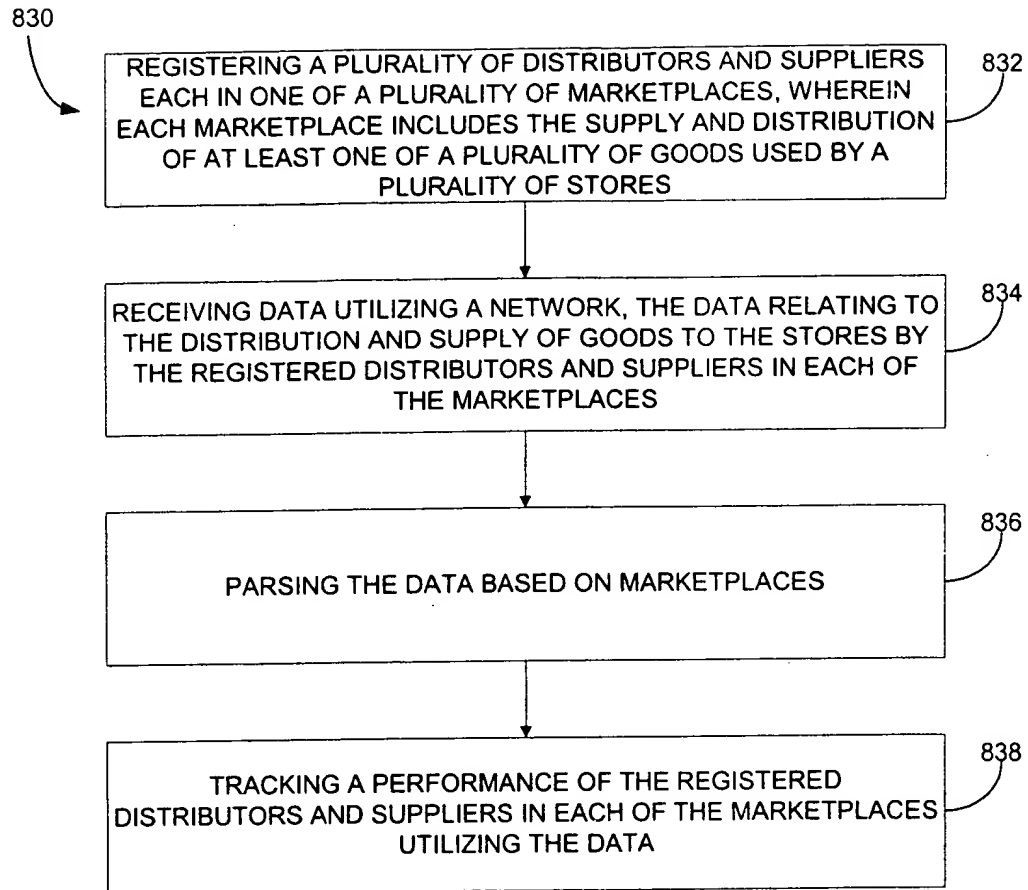 830
REGISTERING A PLURALITY OF DISTRIBUTORS AND SUPPLIERS
EACH IN ONE OF A PLURALITY OF MARKETPLACES, WHEREIN
EACH MARKETPLACE INCLUDES THE SUPPLY AND DISTRIBUTION
OF AT LEAST ONE OF A PLURALITY OF GOODS USED BY A
PLURALITY OF STORES
832
RECEIVING DATA UTILIZING A NETWORK, THE DATA RELATING TO
THE DISTRIBUTION AND SUPPLY OF GOODS TO THE STORES BY
THE REGISTERED DISTRIBUTORS AND SUPPLIERS IN EACH OF
THE MARKETPLACES
834
PARSING THE DATA BASED ON MARKETPLACES
836
TRACKING A PERFORMANCE OF THE REGISTERED
DISTRIBUTORS AND SUPPLIERS IN EACH OF THE MARKETPLACES
UTILIZING THE DATA
838